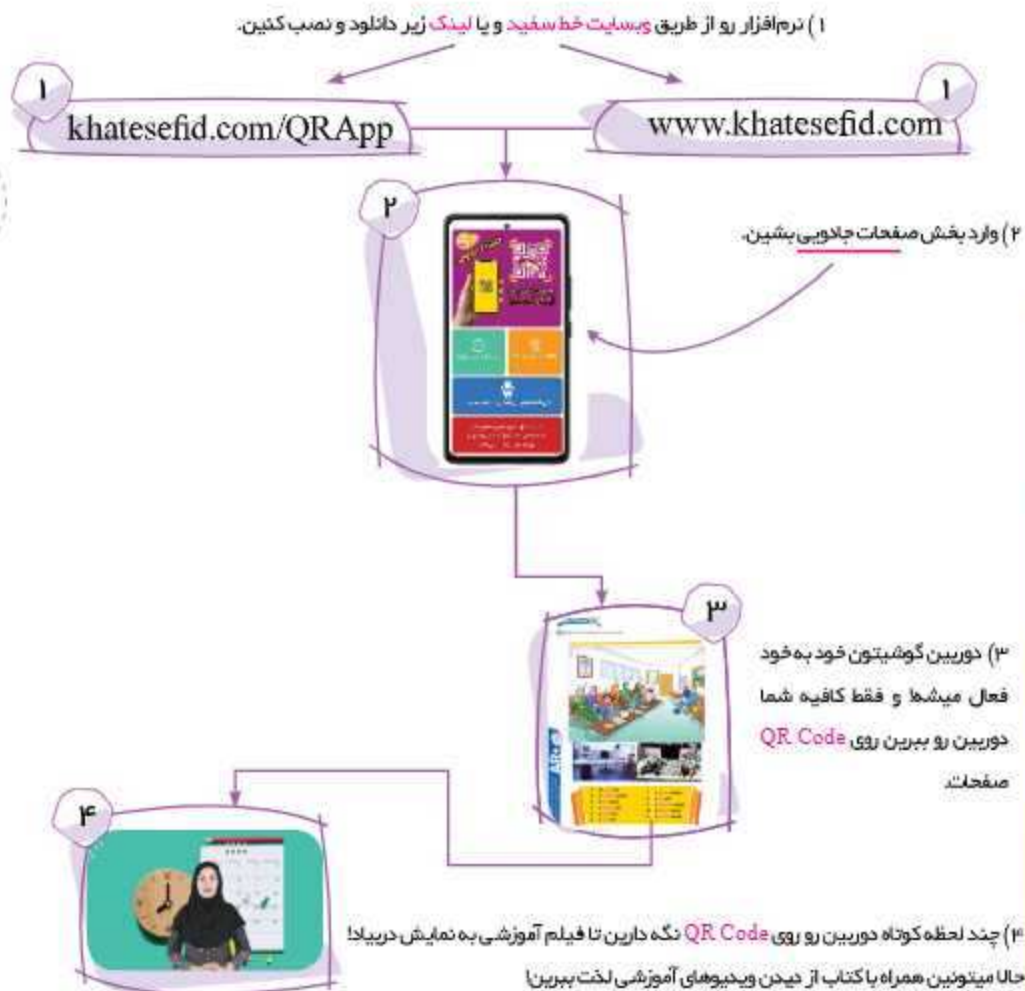 ۱) نرم‌افزار رو از طریق وبسایت خط سفید و یا لینک زیر دانلود و نصب کنین.
۱
۱
khatesefid.com/QRApp
www.khatesefid.com
۲
۲) وارد بخش صفحات جادویی بشین.
۳
۳) دوربین گوشیتون خود به خود
فعال میشه! و فقط کافیه شما
دوربین رو ببرین روی QR Code
صفحات.
۴
۴) چند لحظه کوتاه دوربین رو روی QR Code نگه دارین تا فیلم آموزشی به نمایش دربیاد!
حالا میتونین همراه با کتاب از دیدن ویدیوهای آموزشی لذت ببرین!